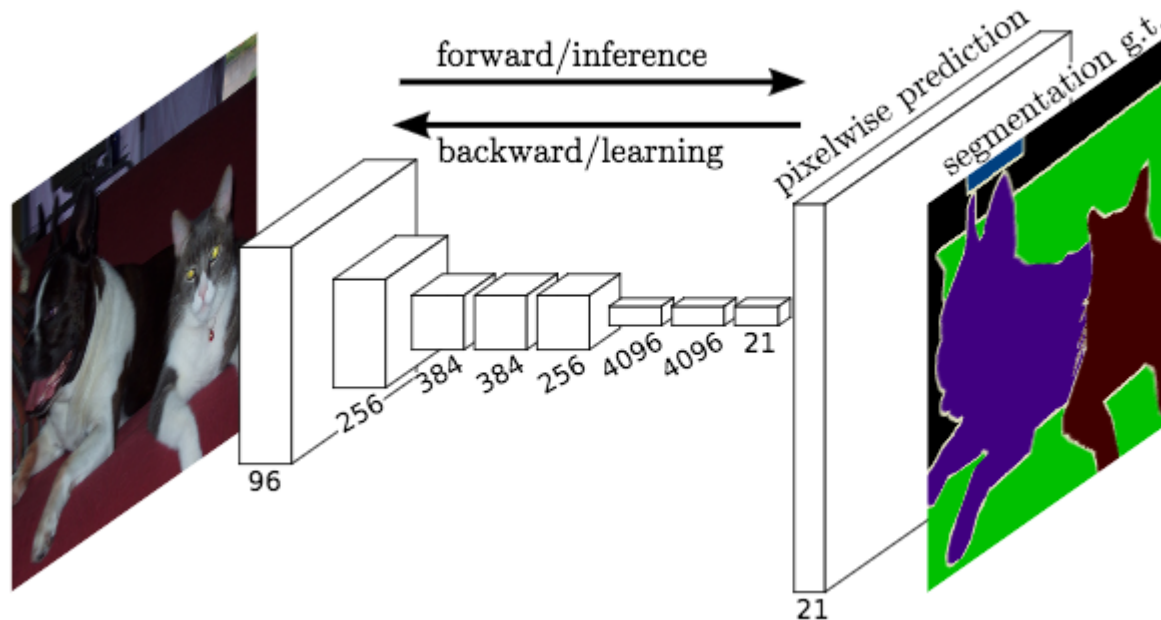 forward/inference
backward/learning
pixelwise prediction
segmentation g.t.
96
256
384
384
256
4096
4096
21
21